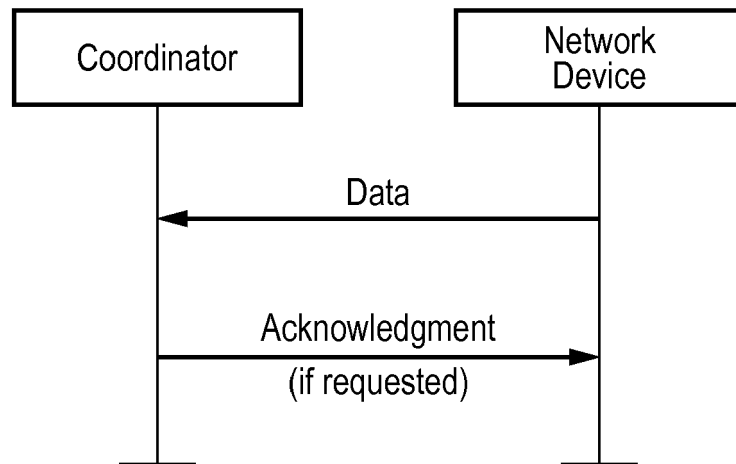 Coordinator
Network
Device
Data
Acknowledgment
(if requested)